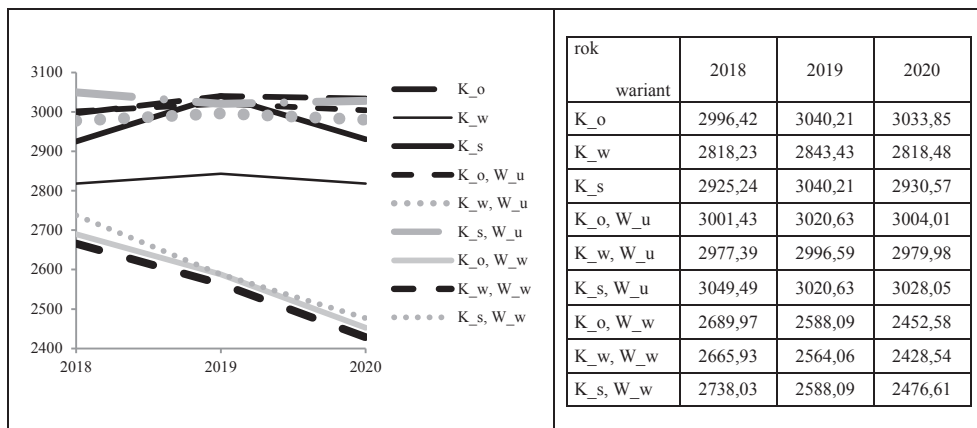 3100
3000
2900
2800
2700
2600
2500
2400
2018 2019 2020
K_o
K_w
K_s
K_o, W_u
K_w, W_u
K_s, W_u
K_o, W_w
K_w, W_w
K_s, W_w
rok
wariant 2018 2019 2020
K_o 2996,42 3040,21 3033,85
K_w 2818,23 2843,43 2818,48
K_s 2925,24 3040,21 2930,57
K_o, W_u 3001,43 3020,63 3004,01
K_w, W_u 2977,39 2996,59 2979,98
K_s, W_u 3049,49 3020,63 3028,05
K_o, W_w 2689,97 2588,09 2452,58
K_w, W_w 2665,93 2564,06 2428,54
K_s, W_w 2738,03 2588,09 2476,61